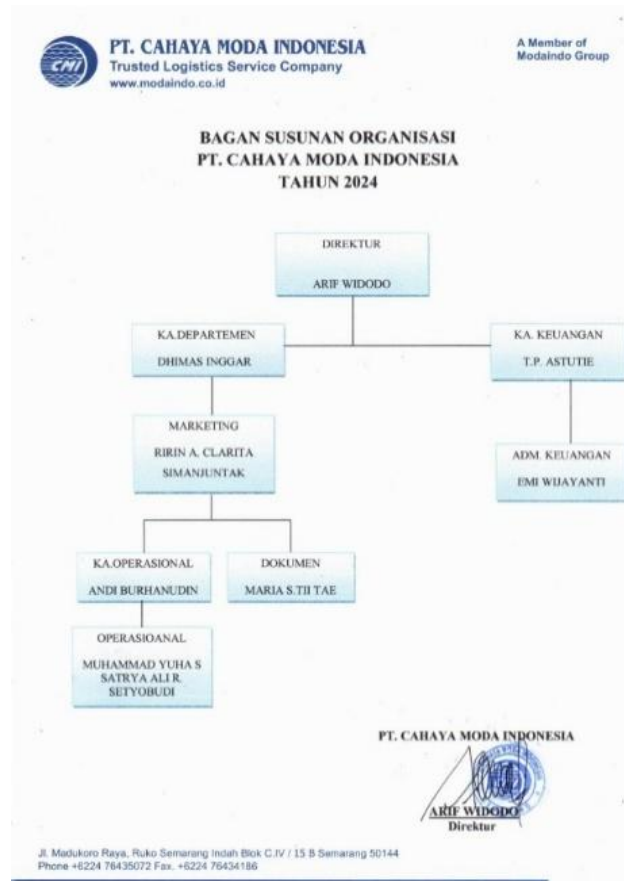 CMI
PT. CAHAYA MODA INDONESIA
Trusted Logistics Service Company
www.modaindo.co.id
A Member of
Modaindo Group
BAGAN SUSUNAN ORGANISASI
PT. CAHAYA MODA INDONESIA
TAHUN 2024
DIREKTUR
ARIF WIDODO
KA.DEPARTEMEN
DHIMAS INGGAR
KA. KEUANGAN
T.P. ASTUTIE
MARKETING
RIRIN A. CLARITA
SIMANJUNTAK
ADM. KEUANGAN
EMI WIJAYANTI
KA.OPERASIONAL
ANDI BURHANUDIN
DOKUMEN
MARIA S.TII TAE
OPERASIOANAL
MUHAMMAD YUHA S
SATRYA ALI R.
SETYOBUDI
PT. CAHAYA MODA INDONESIA
ARIF WIDODO
Direktur
Jl. Madukoro Raya, Ruko Semarang Indah Blok C.IV / 15 B Semarang 50144
Phone +6224 76435072 Fax. +6224 76434186